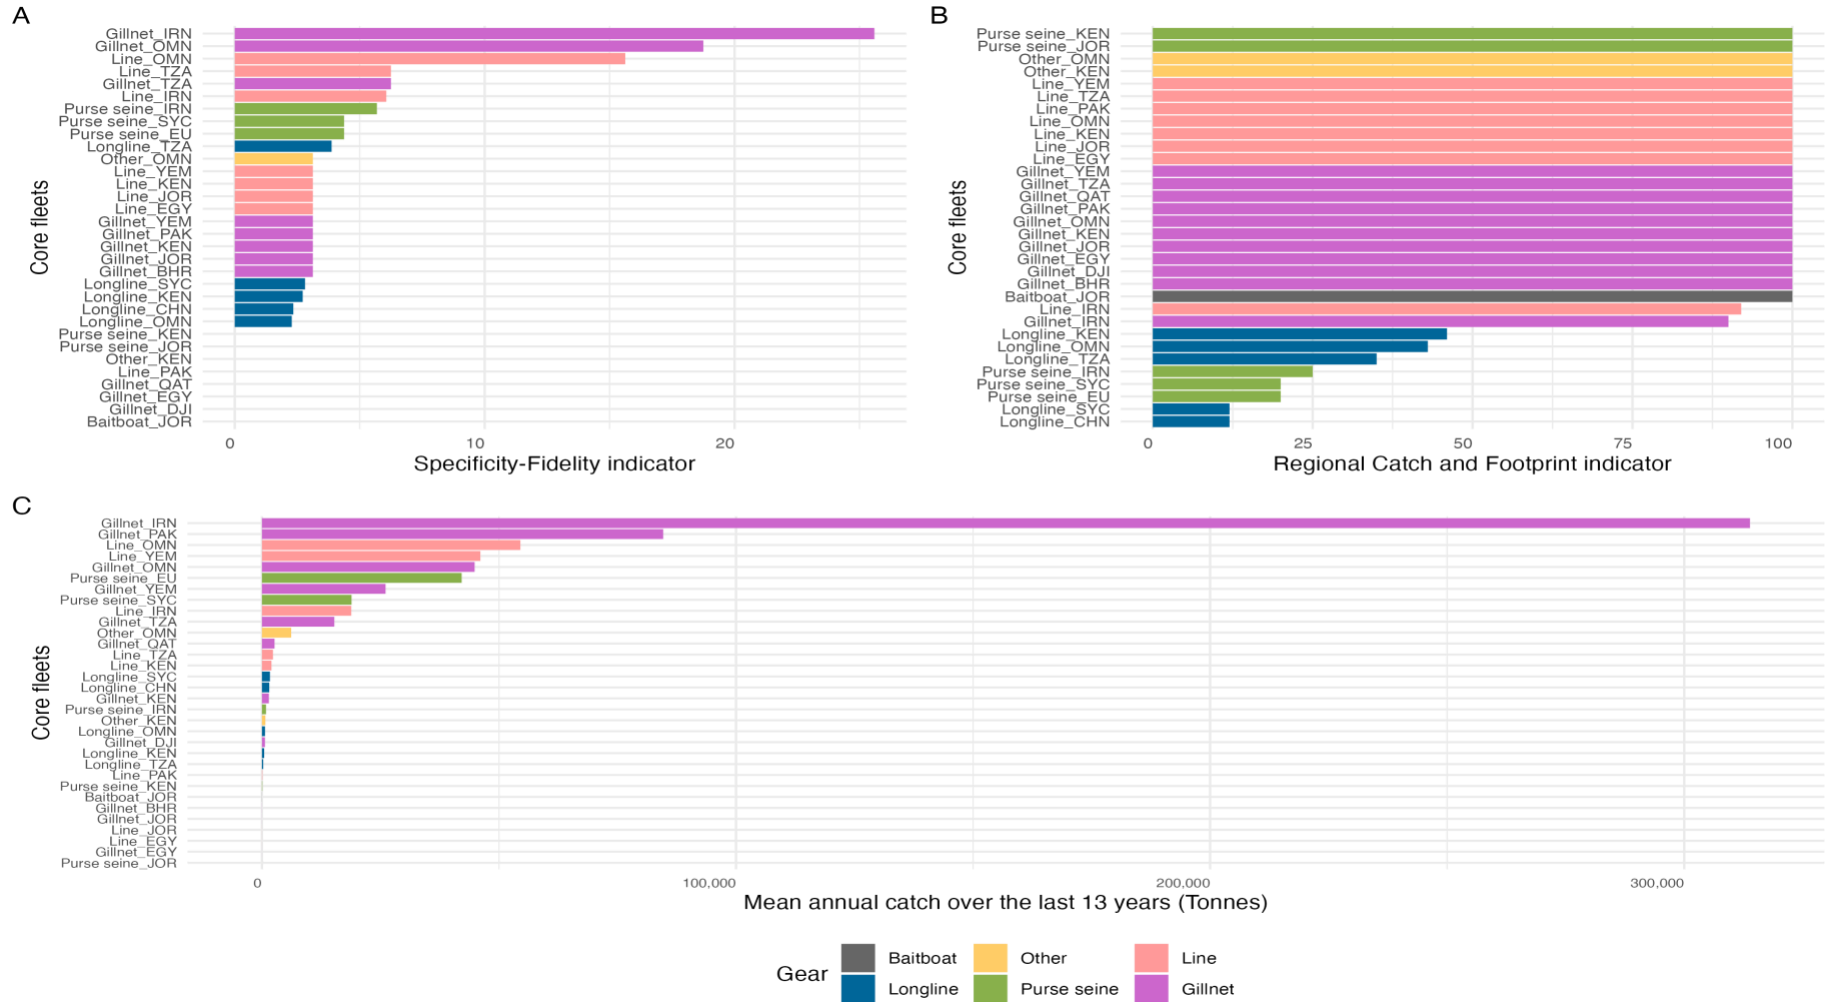 A
Gillnet_IRN
Gillnet_OMN
Line_OMN
Line_TZA
Gillnet_TZA
Line_IRN
Purse seine_IRN
Purse seine_SYC
Purse seine_EU
Longline_TZA
Other_OMN
Line_YEM
Line_KEN
Line_JOR
Line_EGY
Gillnet_YEM
Gillnet_PAK
Gillnet_KEN
Gillnet_JOR
Gillnet_BHR
Longline_SYC
Longline_KEN
Longline_CHN
Longline_OMN
Purse seine_KEN
Purse seine_JOR
Other_KEN
Line_PAK
Gillnet_QAT
Gillnet_EGY
Gillnet_DJI
Baitboat_JOR
Core fleets
0 10 20
Specificity-Fidelity indicator
B
Purse seine_KEN
Purse seine_JOR
Other_OMN
Other_KEN
Line_YEM
Line_TZA
Line_PAK
Line_OMN
Line_KEN
Line_JOR
Line_EGY
Gillnet_YEM
Gillnet_TZA
Gillnet_QAT
Gillnet_PAK
Gillnet_OMN
Gillnet_KEN
Gillnet_JOR
Gillnet_EGY
Gillnet_DJI
Gillnet_BHR
Baitboat_JOR
Line_IRN
Gillnet_IRN
Longline_KEN
Longline_OMN
Longline_TZA
Purse seine_IRN
Purse seine_SYC
Purse seine_EU
Longline_SYC
Longline_CHN
Core fleets
0 25 50 75 100
Regional Catch and Footprint indicator
C
Gillnet_IRN
Gillnet_PAK
Line_OMN
Line_YEM
Gillnet_OMN
Purse seine_EU
Gillnet_YEM
Purse seine_SYC
Line_IRN
Gillnet_TZA
Other_OMN
Gillnet_QAT
Line_TZA
Line_KEN
Longline_SYC
Longline_CHN
Gillnet_KEN
Purse seine_IRN
Other_KEN
Longline_OMN
Gillnet_DJI
Longline_KEN
Longline_TZA
Line_PAK
Purse seine_KEN
Baitboat_JOR
Gillnet_BHR
Gillnet_JOR
Line_JOR
Line_EGY
Gillnet_EGY
Purse seine_JOR
Core fleets
0 100,000 200,000 300,000
Mean annual catch over the last 13 years (Tonnes)
Gear
Baitboat Other Line
Longline Purse seine Gillnet